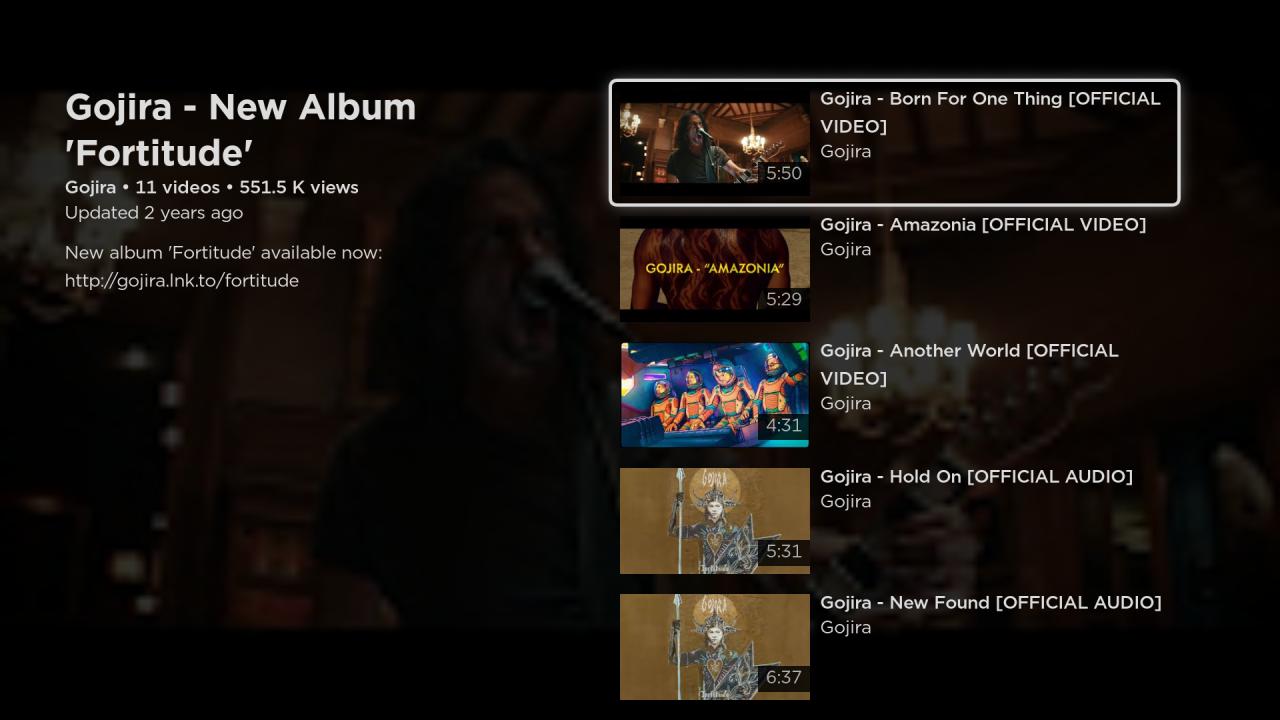 Gojira - New Album
'Fortitude'
Gojira • 11 videos • 551.5 K views
Updated 2 years ago
New album 'Fortitude' available now:
http://gojira.lnk.to/fortitude
Gojira - Born For One Thing [OFFICIAL
VIDEO]
Gojira
5:50
Gojira - Amazonia [OFFICIAL VIDEO]
Gojira
GOJIRA - "AMAZONIA"
5:29
Gojira - Another World [OFFICIAL
VIDEO]
Gojira
4:31
Gojira - Hold On [OFFICIAL AUDIO]
Gojira
GOJIRA
5:31
Fortitude
Gojira - New Found [OFFICIAL AUDIO]
Gojira
GOJIRA
6:37
Fortitude